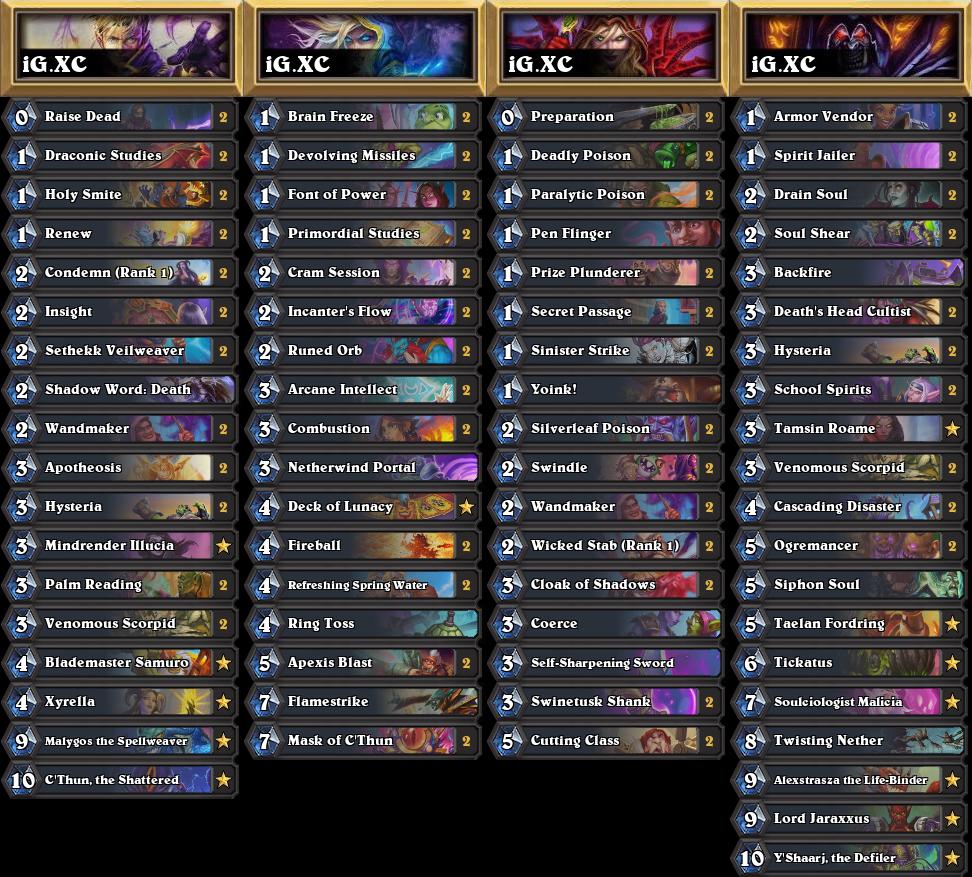 iG.XC
0 Raise Dead 2
1 Draconic Studies 2
1 Holy Smite 2
1 Renew 2
2 Condemn (Rank 1) 2
2 Insight 2
2 Sethekk Veilweaver 2
2 Shadow Word: Death
2 Wandmaker 2
3 Apotheosis 2
3 Hysteria 2
3 Mindrender Illucia
3 Palm Reading 2
3 Venomous Scorpid 2
4 Blademaster Samuro
4 Xyrella
9 Malygos the Spellweaver
10 C'Thun, the Shattered
iG.XC
1 Brain Freeze 2
1 Devolving Missiles 2
1 Font of Power 2
1 Primordial Studies 2
2 Cram Session 2
2 Incanter's Flow 2
2 Runed Orb 2
3 Arcane Intellect 2
3 Combustion 2
3 Netherwind Portal
4 Deck of Lunacy
4 Fireball 2
4 Refreshing Spring Water 2
4 Ring Toss
5 Apexis Blast 2
7 Flamestrike
7 Mask of C'Thun 2
iG.XC
0 Preparation 2
1 Deadly Poison 2
1 Paralytic Poison 2
1 Pen Flinger
1 Prize Plunderer 2
1 Secret Passage 2
1 Sinister Strike 2
1 Yoink!
2 Silverleaf Poison 2
2 Swindle 2
2 Wandmaker 2
2 Wicked Stab (Rank 1) 2
3 Cloak of Shadows 2
3 Coerce
3 Self-Sharpening Sword
3 Swinetusk Shank 2
5 Cutting Class 2
iG.XC
1 Armor Vendor 2
1 Spirit Jailer 2
2 Drain Soul 2
2 Soul Shear 2
3 Backfire
3 Death's Head Cultist 2
3 Hysteria 2
3 School Spirits 2
3 Tamsin Roame
3 Venomous Scorpid 2
4 Cascading Disaster 2
5 Ogremancer 2
5 Siphon Soul
5 Taelan Fordring
6 Tickatus
7 Soulciologist Malicia
8 Twisting Nether
9 Alexstrasza the Life-Binder
9 Lord Jaraxxus
10 Y'Shaarj, the Defiler